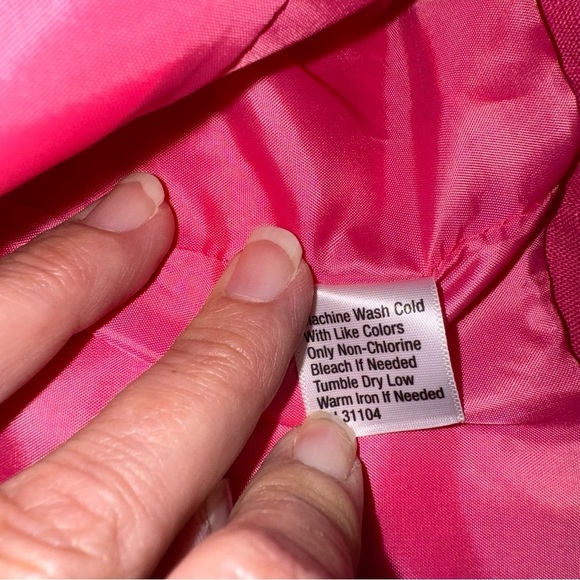 Machine Wash Cold
With Like Colors
Only Non-Chlorine
Bleach If Needed
Tumble Dry Low
Warm Iron If Needed
31104